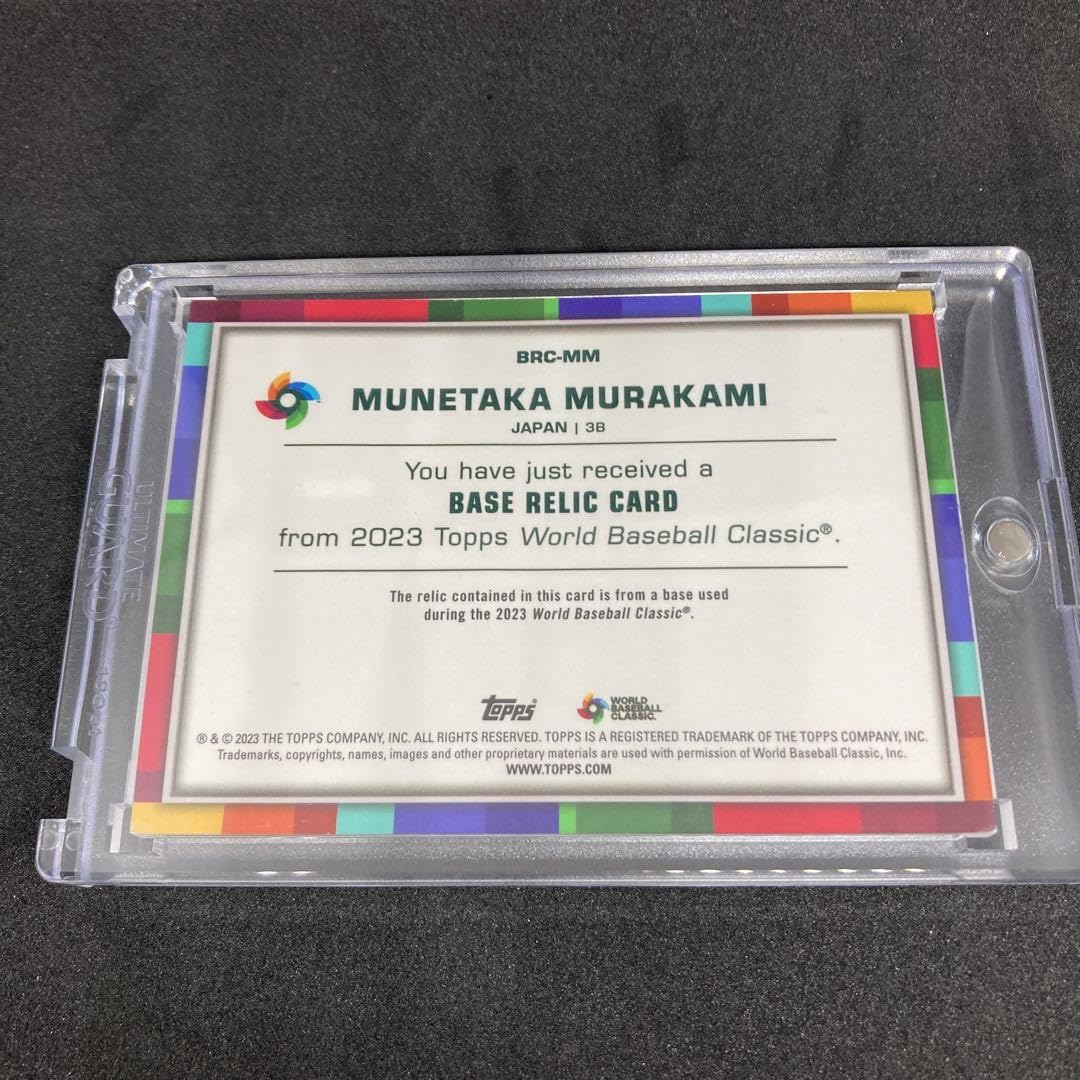 BRC-MM
MUNETAKA MURAKAMI
JAPAN | 3B
You have just received a
BASE RELIC CARD
from 2023 Topps World Baseball Classic®.
The relic contained in this card is from a base used
during the 2023 World Baseball Classic®.
topps®
WORLD
BASEBALL
CLASSIC.
® & © 2023 THE TOPPS COMPANY, INC. ALL RIGHTS RESERVED. TOPPS IS A REGISTERED TRADEMARK OF THE TOPPS COMPANY, INC.
Trademarks, copyrights, names, images and other proprietary materials are used with permission of World Baseball Classic, Inc.
WWW.TOPPS.COM
ULTIMATE
GUARD®